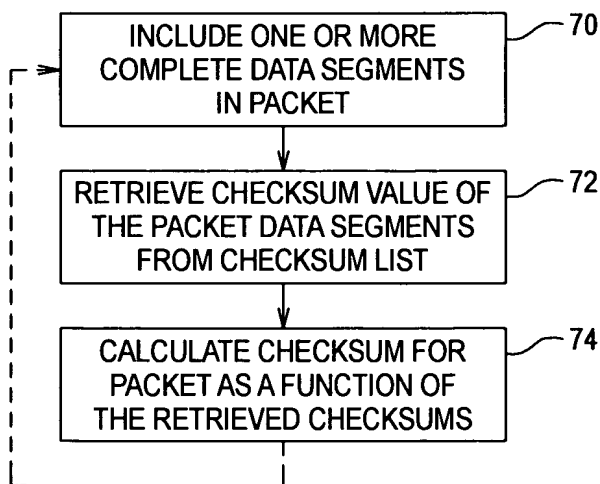 INCLUDE ONE OR MORE
COMPLETE DATA SEGMENTS
IN PACKET
70
RETRIEVE CHECKSUM VALUE OF
THE PACKET DATA SEGMENTS
FROM CHECKSUM LIST
72
CALCULATE CHECKSUM FOR
PACKET AS A FUNCTION OF
THE RETRIEVED CHECKSUMS
74